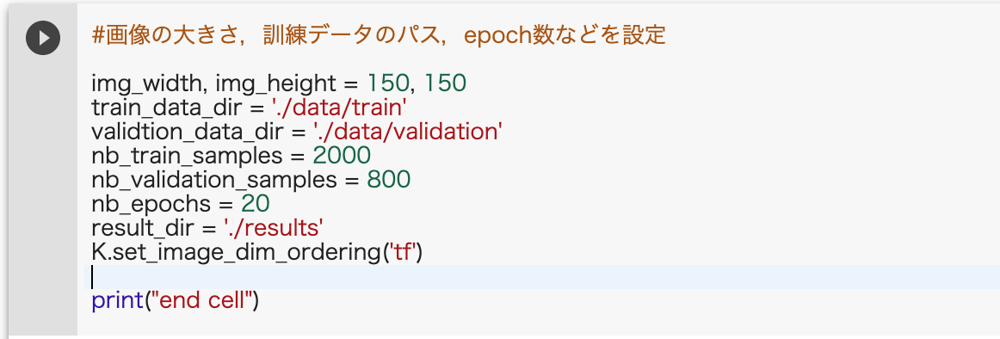 #画像の大きさ，訓練データのパス，epoch数などを設定
img_width, img_height = 150, 150
train_data_dir = './data/train'
validtion_data_dir = './data/validation'
nb_train_samples = 2000
nb_validation_samples = 800
nb_epochs = 20
result_dir = './results'
K.set_image_dim_ordering('tf')
print("end cell")